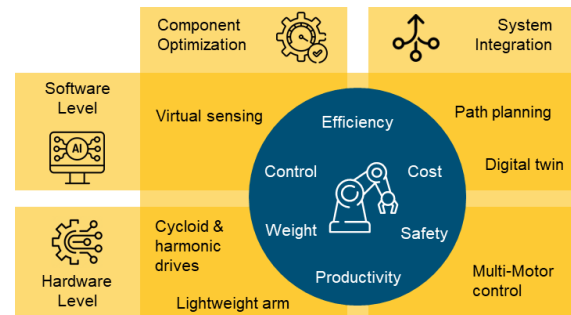 Component
Optimization
System
Integration
Software
Level
AI
Virtual sensing
Path planning
Digital twin
Efficiency
Control
Cost
Weight
Safety
Productivity
Hardware
Level
Cycloid &
harmonic
drives
Lightweight arm
Multi-Motor
control